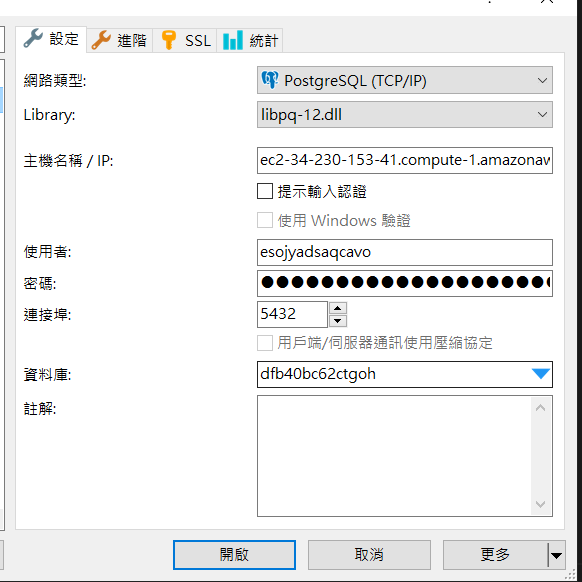 設定 進階 SSL 統計
網路類型: PostgreSQL (TCP/IP)
Library: libpq-12.dll
主機名稱 / IP: ec2-34-230-153-41.compute-1.amazonaw
提示輸入認證
使用 Windows 驗證
使用者: esojyadsaqcavo
密碼: ●●●●●●●●●●●●●●●●●●●●
連接埠: 5432
用戶端/伺服器通訊使用壓縮協定
資料庫: dfb40bc62ctgoh
註解:
開啟 取消 更多